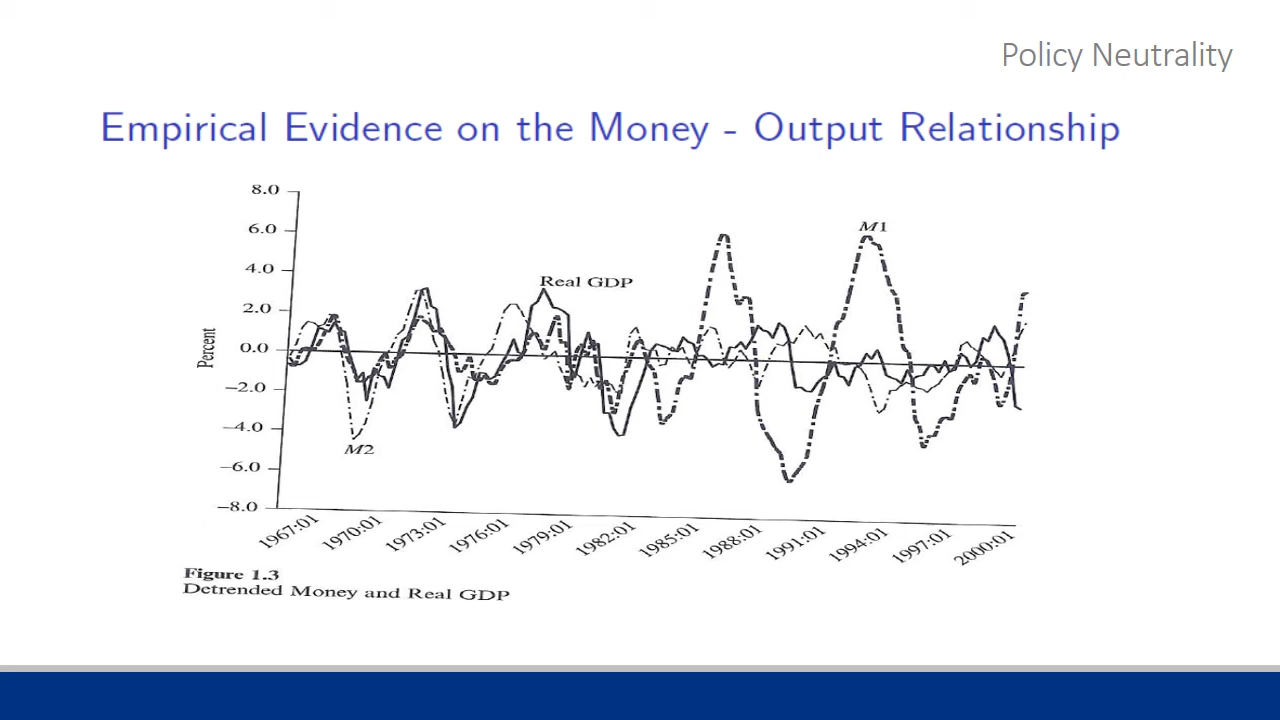 Policy Neutrality
Empirical Evidence on the Money - Output Relationship
8.0
6.0
4.0
2.0
0.0
−2.0
−4.0
−6.0
−8.0
Percent
M1
Real GDP
M2
1967:01
1970:01
1973:01
1976:01
1979:01
1982:01
1985:01
1988:01
1991:01
1994:01
1997:01
2000:01
Figure 1.3
Detrended Money and Real GDP